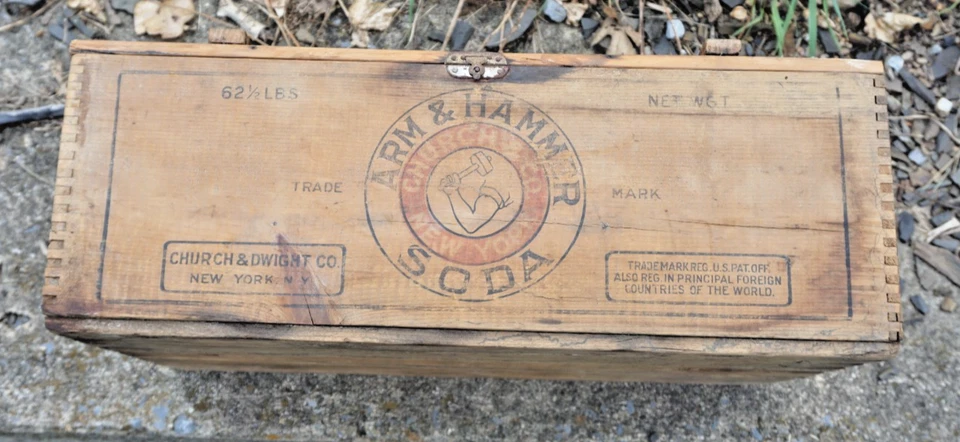 62½ LBS
NET WGT
ARM & HAMMER
CHURCH & CO.
NEW YORK
SODA
TRADE
MARK
CHURCH & DWIGHT CO.
NEW YORK N.Y.
TRADEMARK REG. U.S. PAT. OFF.
ALSO REG. IN PRINCIPAL FOREIGN
COUNTRIES OF THE WORLD.